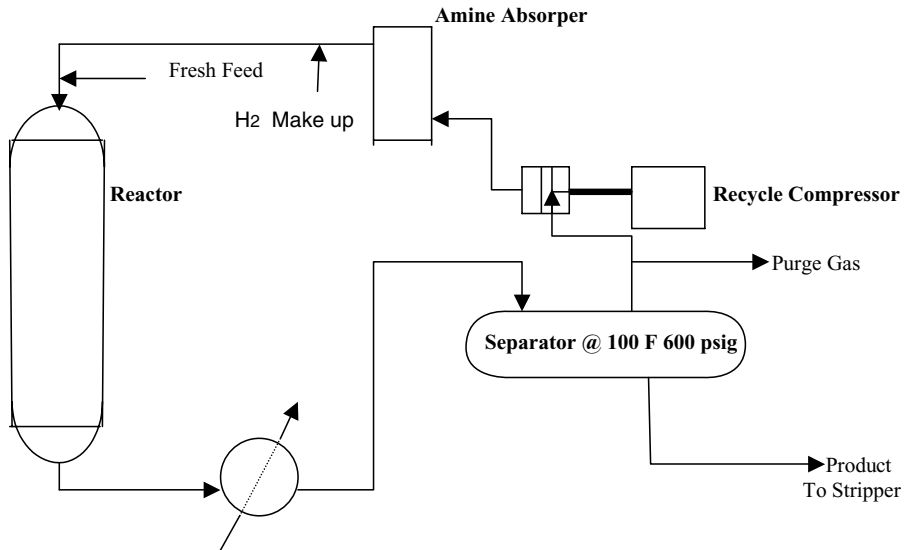 Amine Absorper
Fresh Feed
H2 Make up
Reactor
Recycle Compressor
Purge Gas
Separator @ 100 F 600 psig
Product
To Stripper